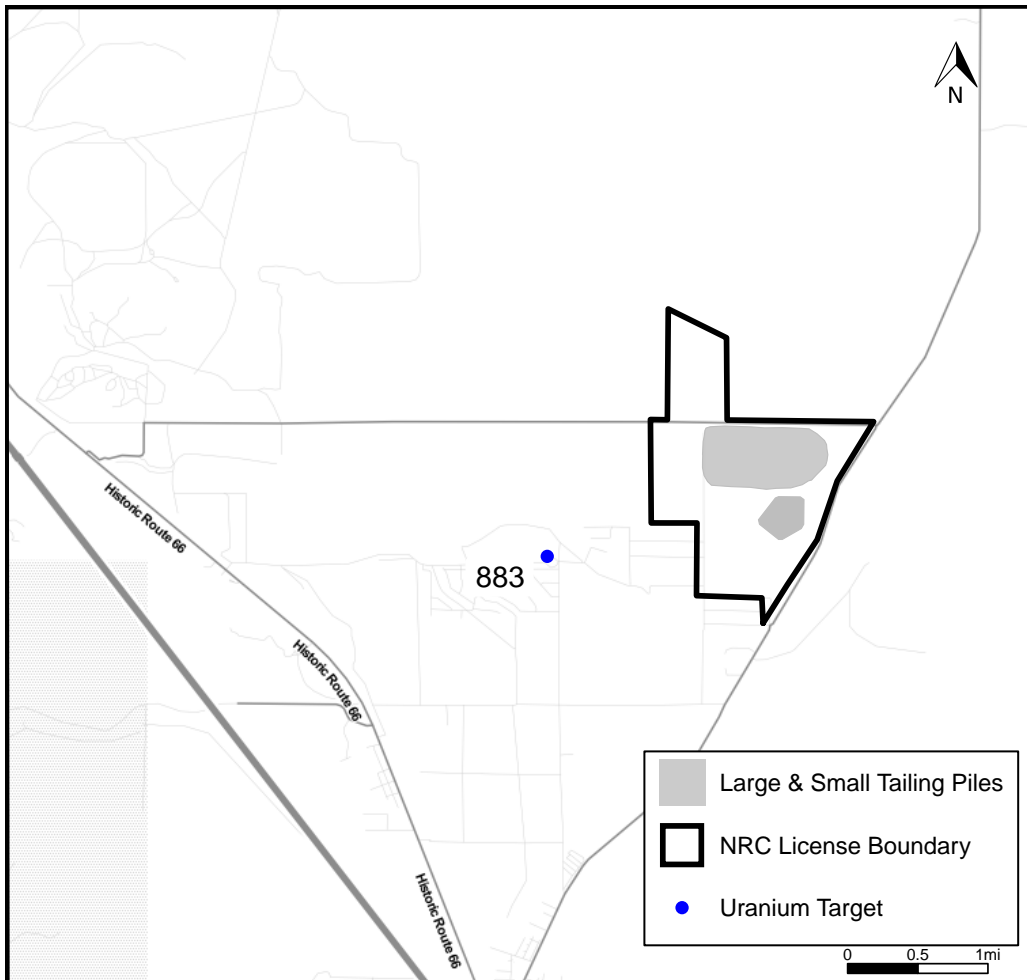 N
Historic Route 66
883
Historic Route 66
Large & Small Tailing Piles
NRC License Boundary
Historic Route 66
Uranium Target
0 0.5 1mi